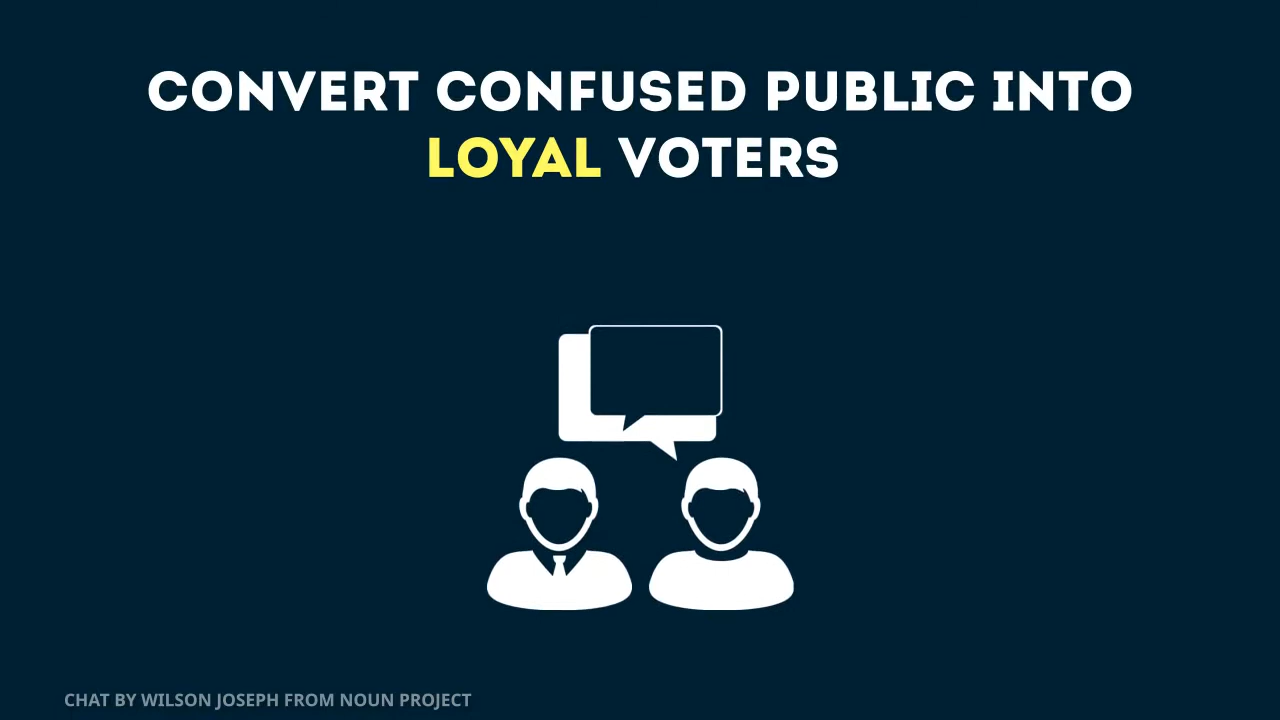 CONVERT CONFUSED PUBLIC INTO
LOYAL VOTERS
CHAT BY WILSON JOSEPH FROM NOUN PROJECT